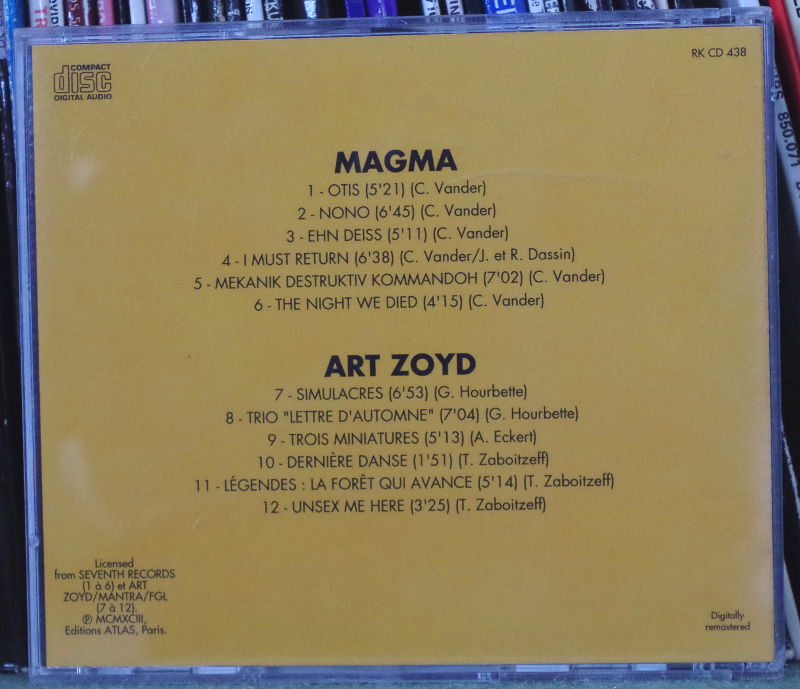 COMPACT
disc
DIGITAL AUDIO
RK CD 438
MAGMA
1 - OTIS (5'21) (C. Vander)
2 - NONO (6'45) (C. Vander)
3 - EHN DEISS (5'11) (C. Vander)
4 - I MUST RETURN (6'38) (C. Vander/J. et R. Dassin)
5 - MEKANIK DESTRUKTIV KOMMANDOH (7'02) (C. Vander)
6 - THE NIGHT WE DIED (4'15) (C. Vander)
ART ZOYD
7 - SIMULACRES (6'53) (G. Hourbette)
8 - TRIO "LETTRE D'AUTOMNE" (7'04) (G. Hourbette)
9 - TROIS MINIATURES (5'13) (A. Eckert)
10 - DERNIÈRE DANSE (1'51) (T. Zaboitzeff)
11 - LÉGENDES : LA FORÊT QUI AVANCE (5'14) (T. Zaboitzeff)
12 - UNSEX ME HERE (3'25) (T. Zaboitzeff)
Licensed
from SEVENTH RECORDS
(1 à 6) et ART
ZOYD/MANTRA/FGL
(7 à 12).
℗ MCMXCIII,
Editions ATLAS, Paris.
Digitally
remastered
850.071